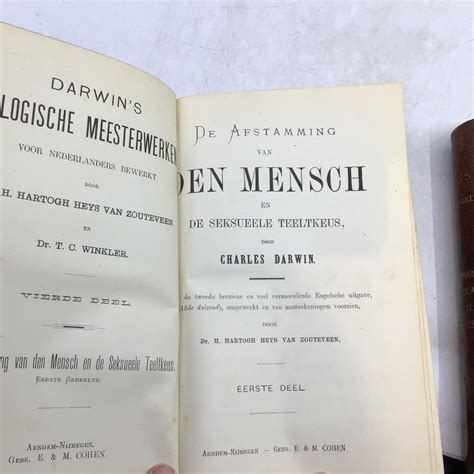 DARWIN'S
LOGISCHE MEESTERWERKEN
VOOR NEDERLANDERS BEWERKT
DOOR
H. HARTOGH HEYS VAN ZOUTEVEEN
EN
Dr. T. C. WINKLER.
VIERDE DEEL.
van den Mensch en de Seksueele Teeltkeus.
EERSTE GEDEELTE.
ARNHEM-NIJMEGEN.
GEBR. E. & M. COHEN.
DE AFSTAMMING
VAN
DEN MENSCH
EN
DE SEKSUEELE TEELTKEUS,
DOOR
CHARLES DARWIN.
de tweede herziene en veel vermeerderde Engelsche uitgave,
duizend), omgewerkt en van aanteekeningen voorzien,
DOOR
Dr. H. HARTOGH HEYS VAN ZOUTEVEEN,
EERSTE DEEL.
ARNHEM-NIJMEGEN — GEBR. E. & M. COHEN